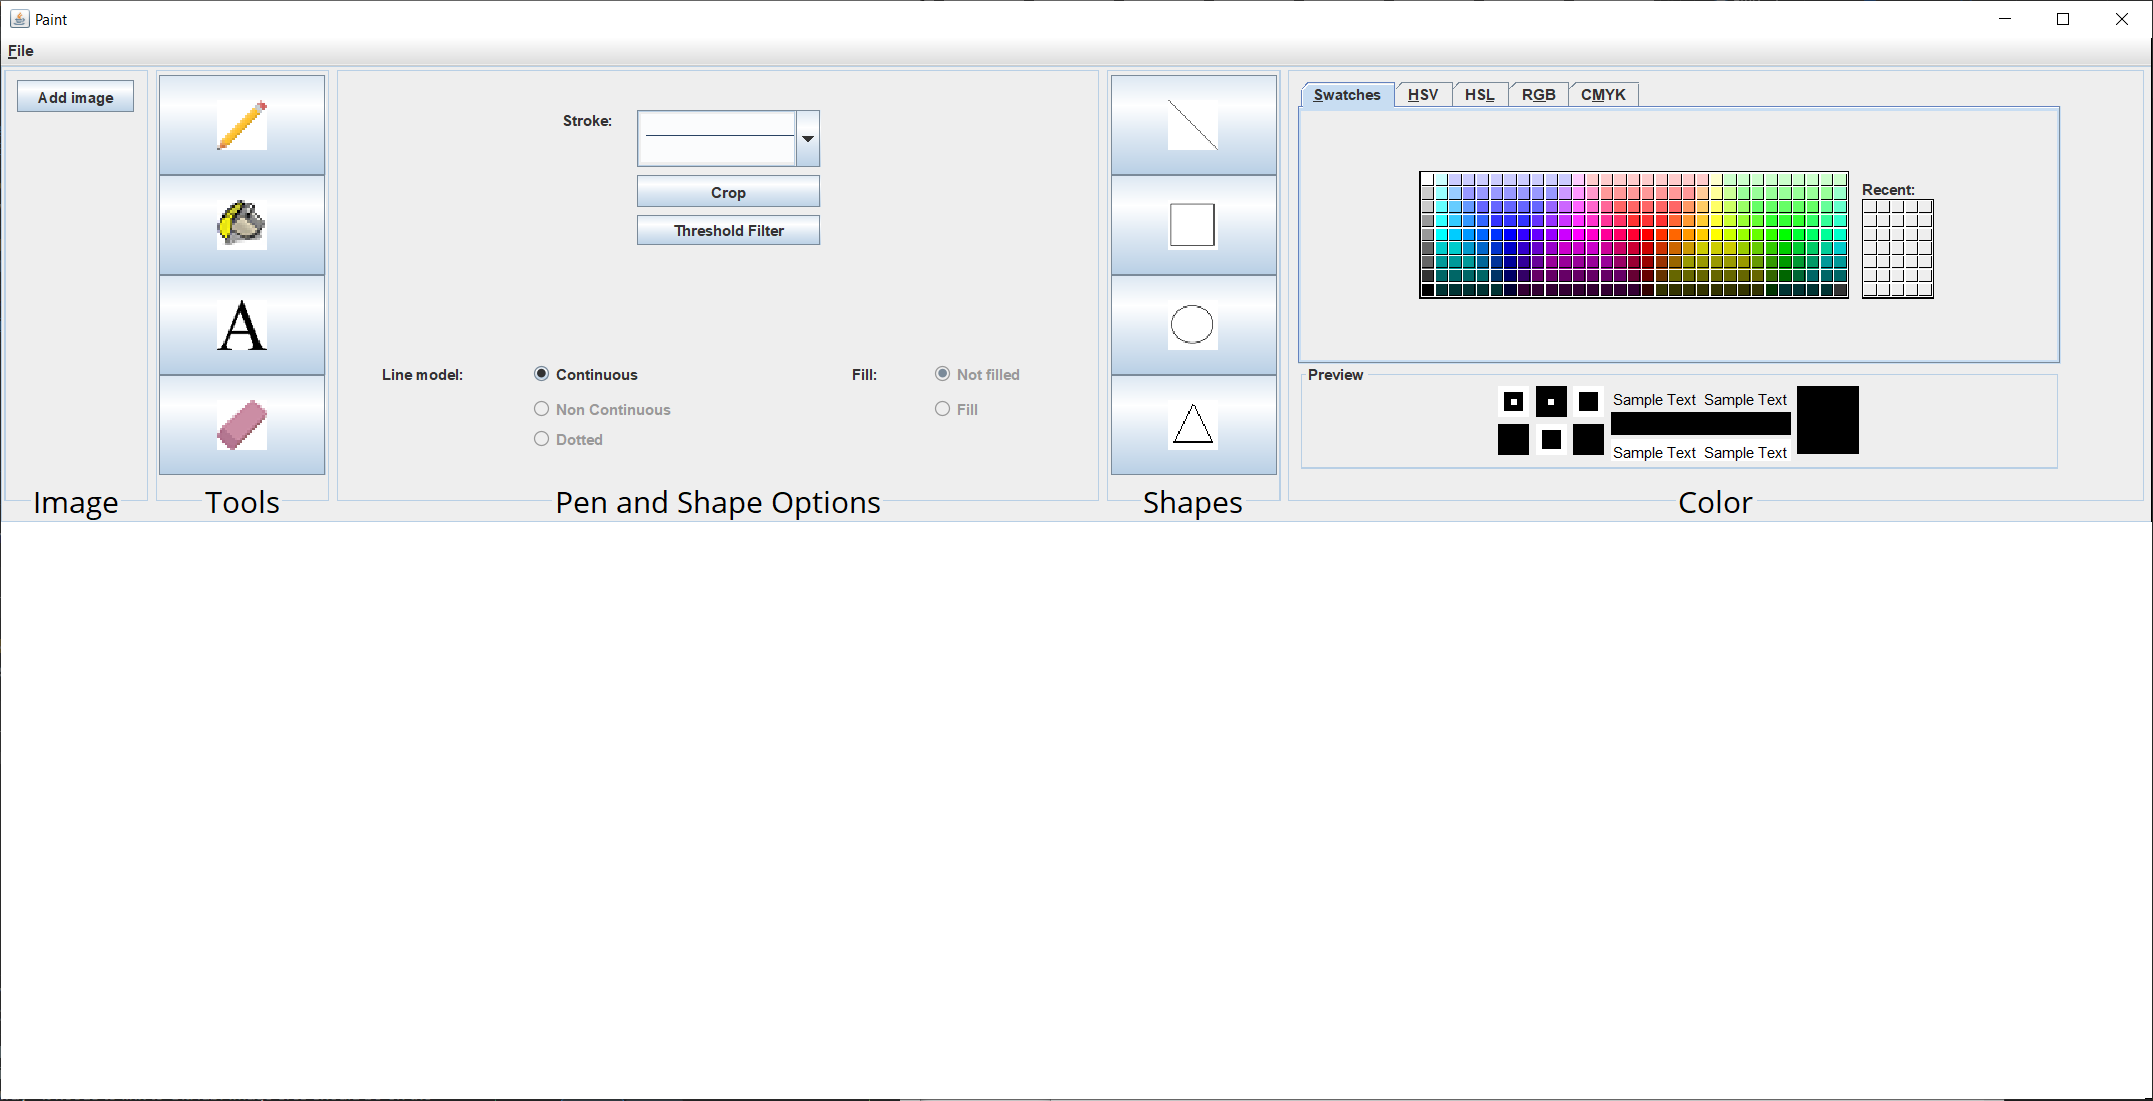 Paint
File
Add image
Stroke:
Crop
Threshold Filter
Line model:
Continuous
Non Continuous
Dotted
Fill:
Not filled
Fill
Swatches HSV HSL RGB CMYK
Recent:
Preview
Sample Text Sample Text
Sample Text Sample Text
Image Tools Pen and Shape Options Shapes Color